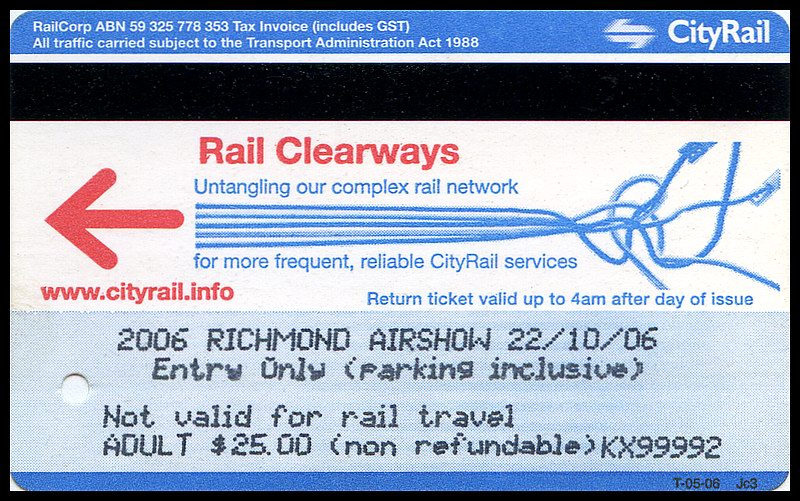 RailCorp ABN 59 325 778 353 Tax Invoice (includes GST)
All traffic carried subject to the Transport Administration Act 1988
CityRail
Rail Clearways
Untangling our complex rail network
for more frequent, reliable CityRail services
www.cityrail.info
Return ticket valid up to 4am after day of issue
2006 RICHMOND AIRSHOW 22/10/06
Entry Only (parking inclusive)
Not valid for rail travel
ADULT $25.00 (non refundable) KX99992
T-05-06 Jc3